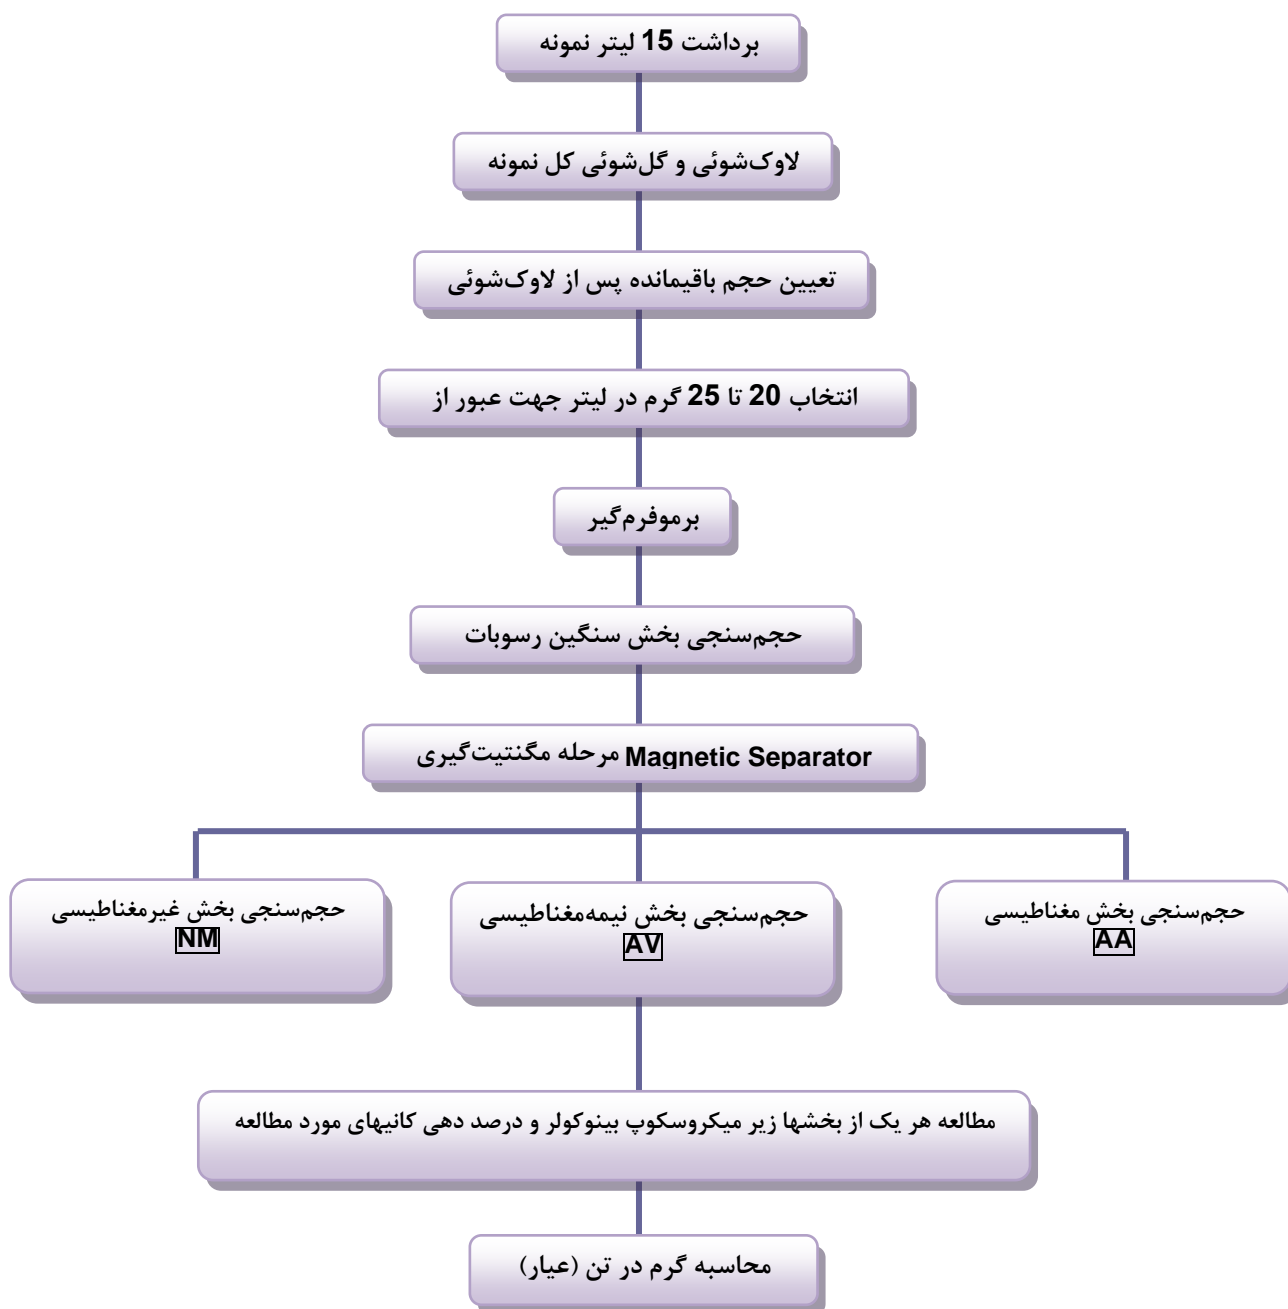 برداشت 15 لیتر نمونه
لاوک‌شوئی و گل‌شوئی کل نمونه
تعیین حجم باقیمانده پس از لاوک‌شوئی
انتخاب 20 تا 25 گرم در لیتر جهت عبور از
برموفرم‌گیر
حجم‌سنجی بخش سنگین رسوبات
مرحله مگنتیت‌گیری Magnetic Separator
حجم‌سنجی بخش مغناطیسی
AA
حجم‌سنجی بخش نیمه‌مغناطیسی
AV
حجم‌سنجی بخش غیرمغناطیسی
NM
مطالعه هر یک از بخشها زیر میکروسکوپ بینوکولر و درصد دهی کانیهای مورد مطالعه
محاسبه گرم در تن (عیار)